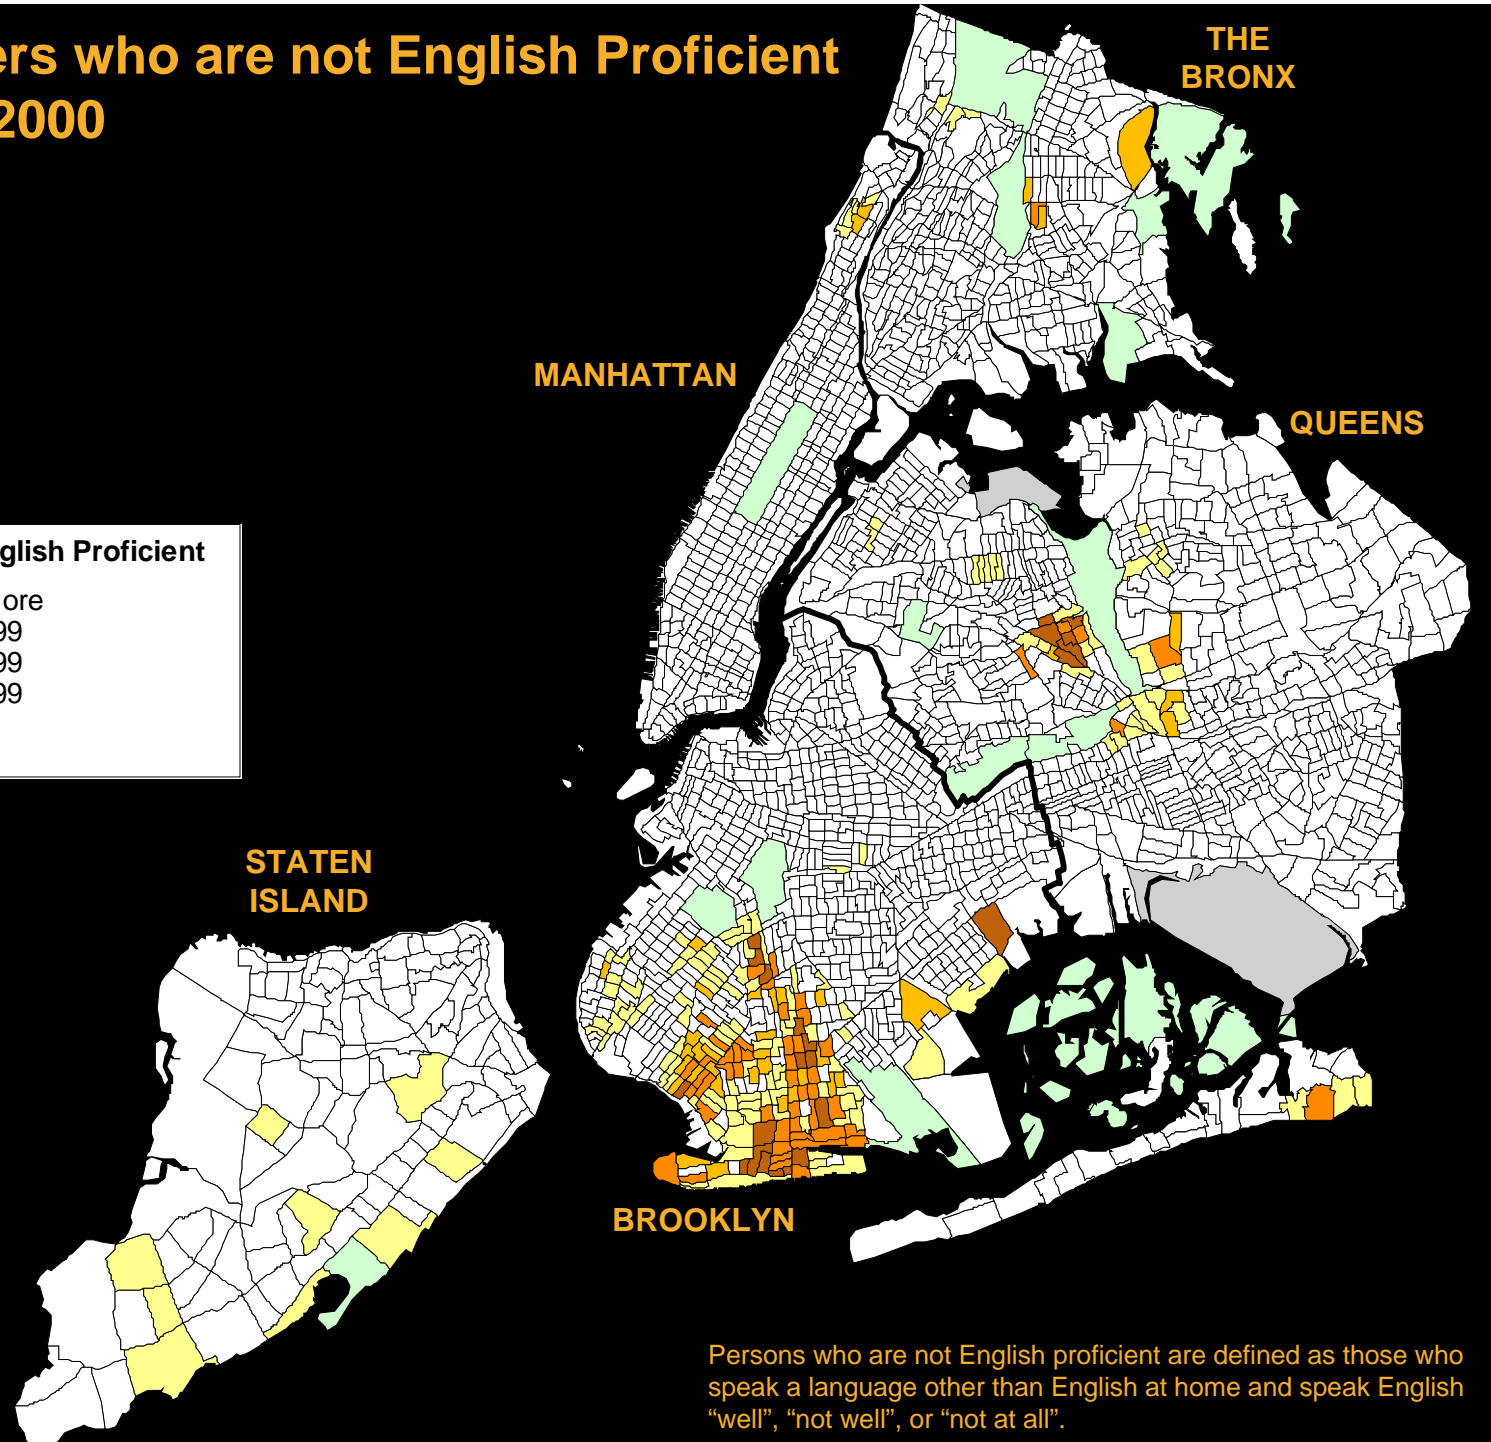 ers who are not English Proficient
2000
THE
BRONX
MANHATTAN
QUEENS
glish Proficient
ore
99
99
99
STATEN
ISLAND
BROOKLYN
Persons who are not English proficient are defined as those who
speak a language other than English at home and speak English
“well”, “not well”, or “not at all”.